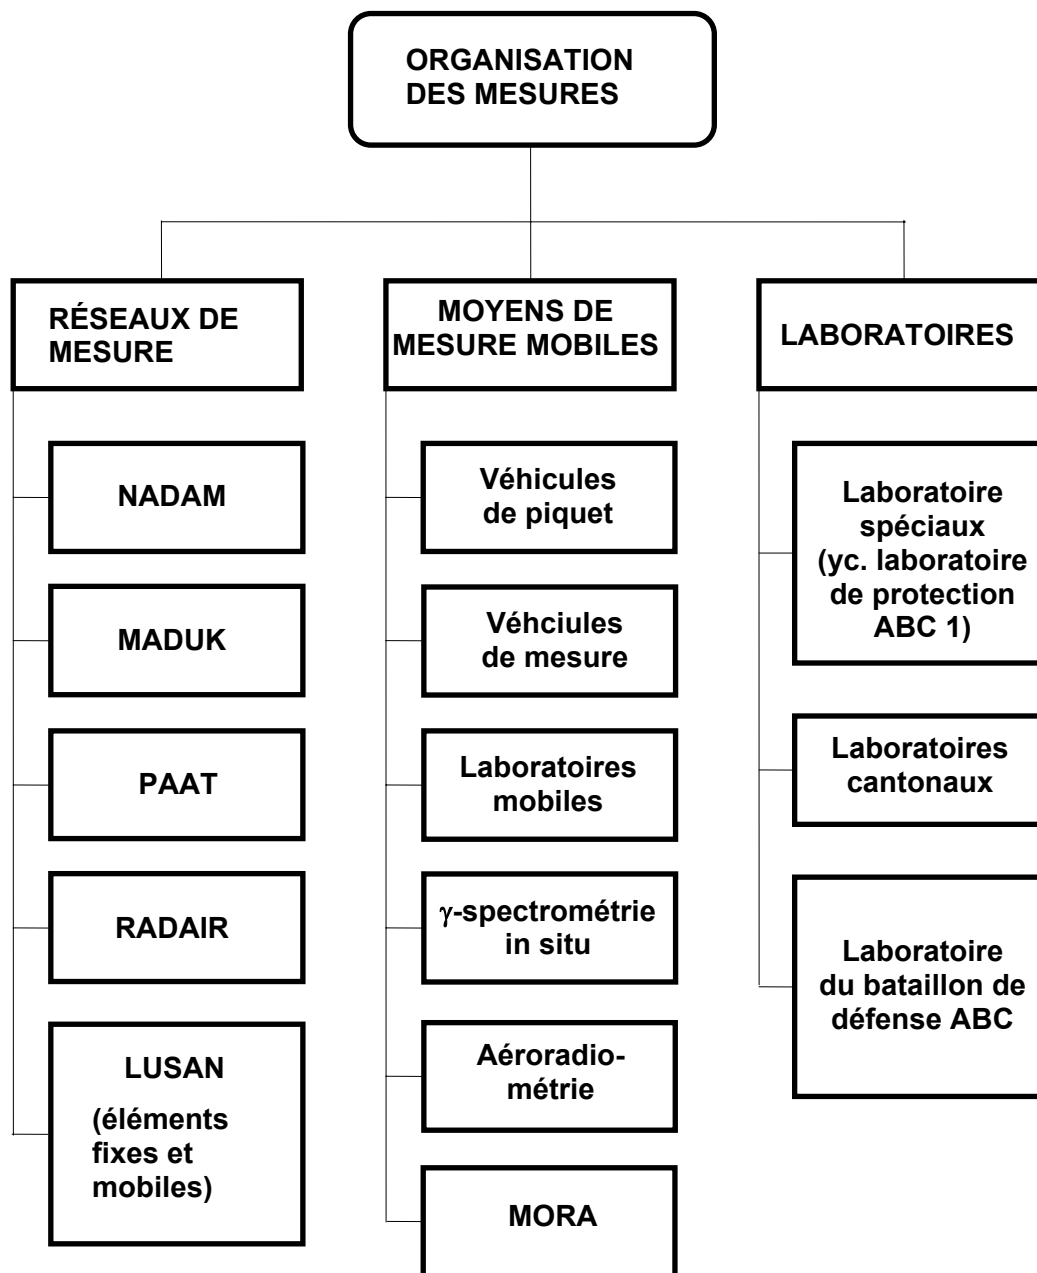 ORGANISATION
DES MESURES
RÉSEAUX DE
MESURE
NADAM
MADUK
PAAT
RADAIR
LUSAN
(éléments
fixes et
mobiles)
MOYENS DE
MESURE MOBILES
Véhicules
de piquet
Véhciules
de mesure
Laboratoires
mobiles
γ-spectrométrie
in situ
Aéroradio-
métrie
MORA
LABORATOIRES
Laboratoire
spéciaux
(yc. laboratoire
de protection
ABC 1)
Laboratoires
cantonaux
Laboratoire
du bataillon de
défense ABC